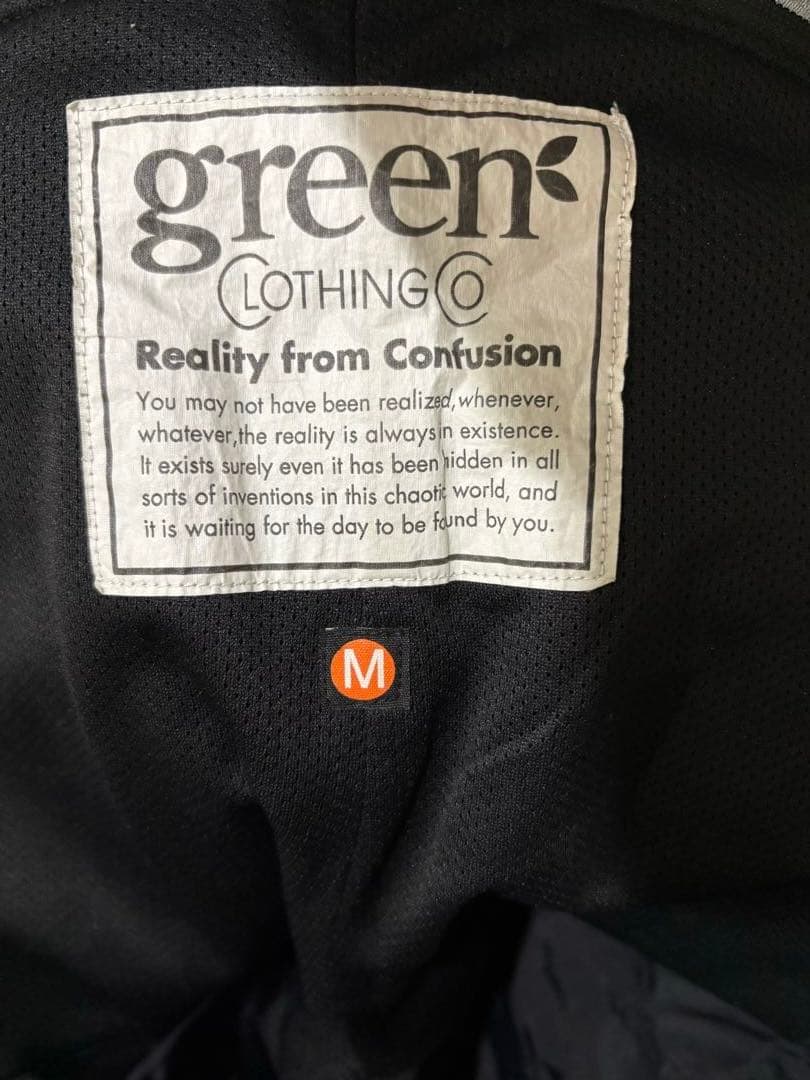 green
CLOTHING CO
Reality from Confusion
You may not have been realized,whenever,
whatever,the reality is always in existence.
It exists surely even it has been hidden in all
sorts of inventions in this chaotic world, and
it is waiting for the day to be found by you.
M